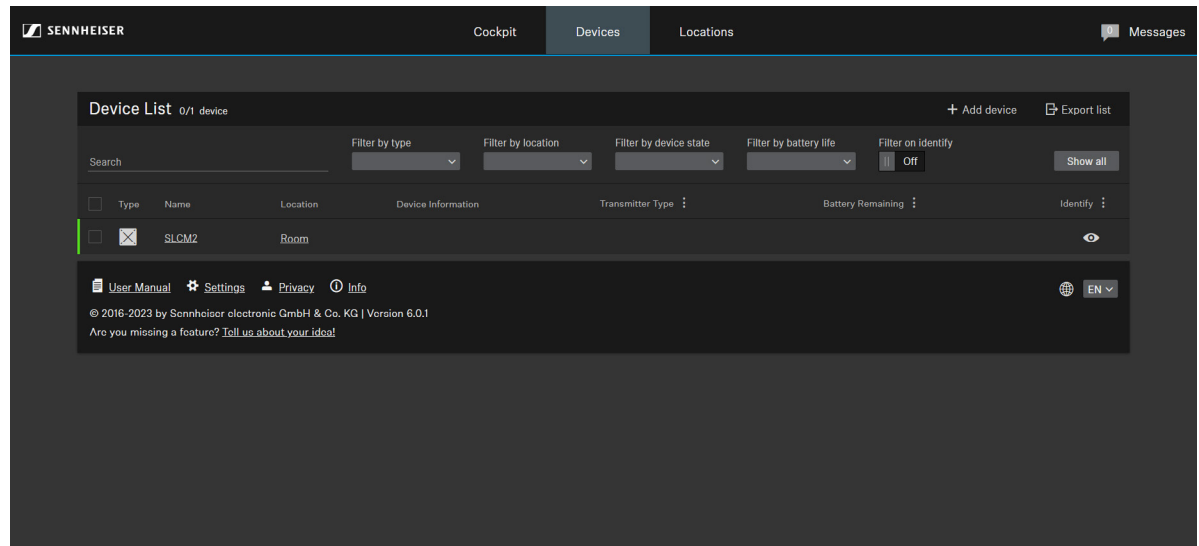 SENNHEISER
Cockpit Devices Locations
0 Messages
Device List 0/1 device
+ Add device Export list
Search
Filter by type Filter by location Filter by device state Filter by battery life Filter on identify
Off
Show all
Type Name Location Device Information Transmitter Type Battery Remaining Identify
SLCM2 Room
User Manual Settings Privacy Info
EN
© 2016-2023 by Sennheiser electronic GmbH & Co. KG | Version 6.0.1
Are you missing a feature? Tell us about your idea!